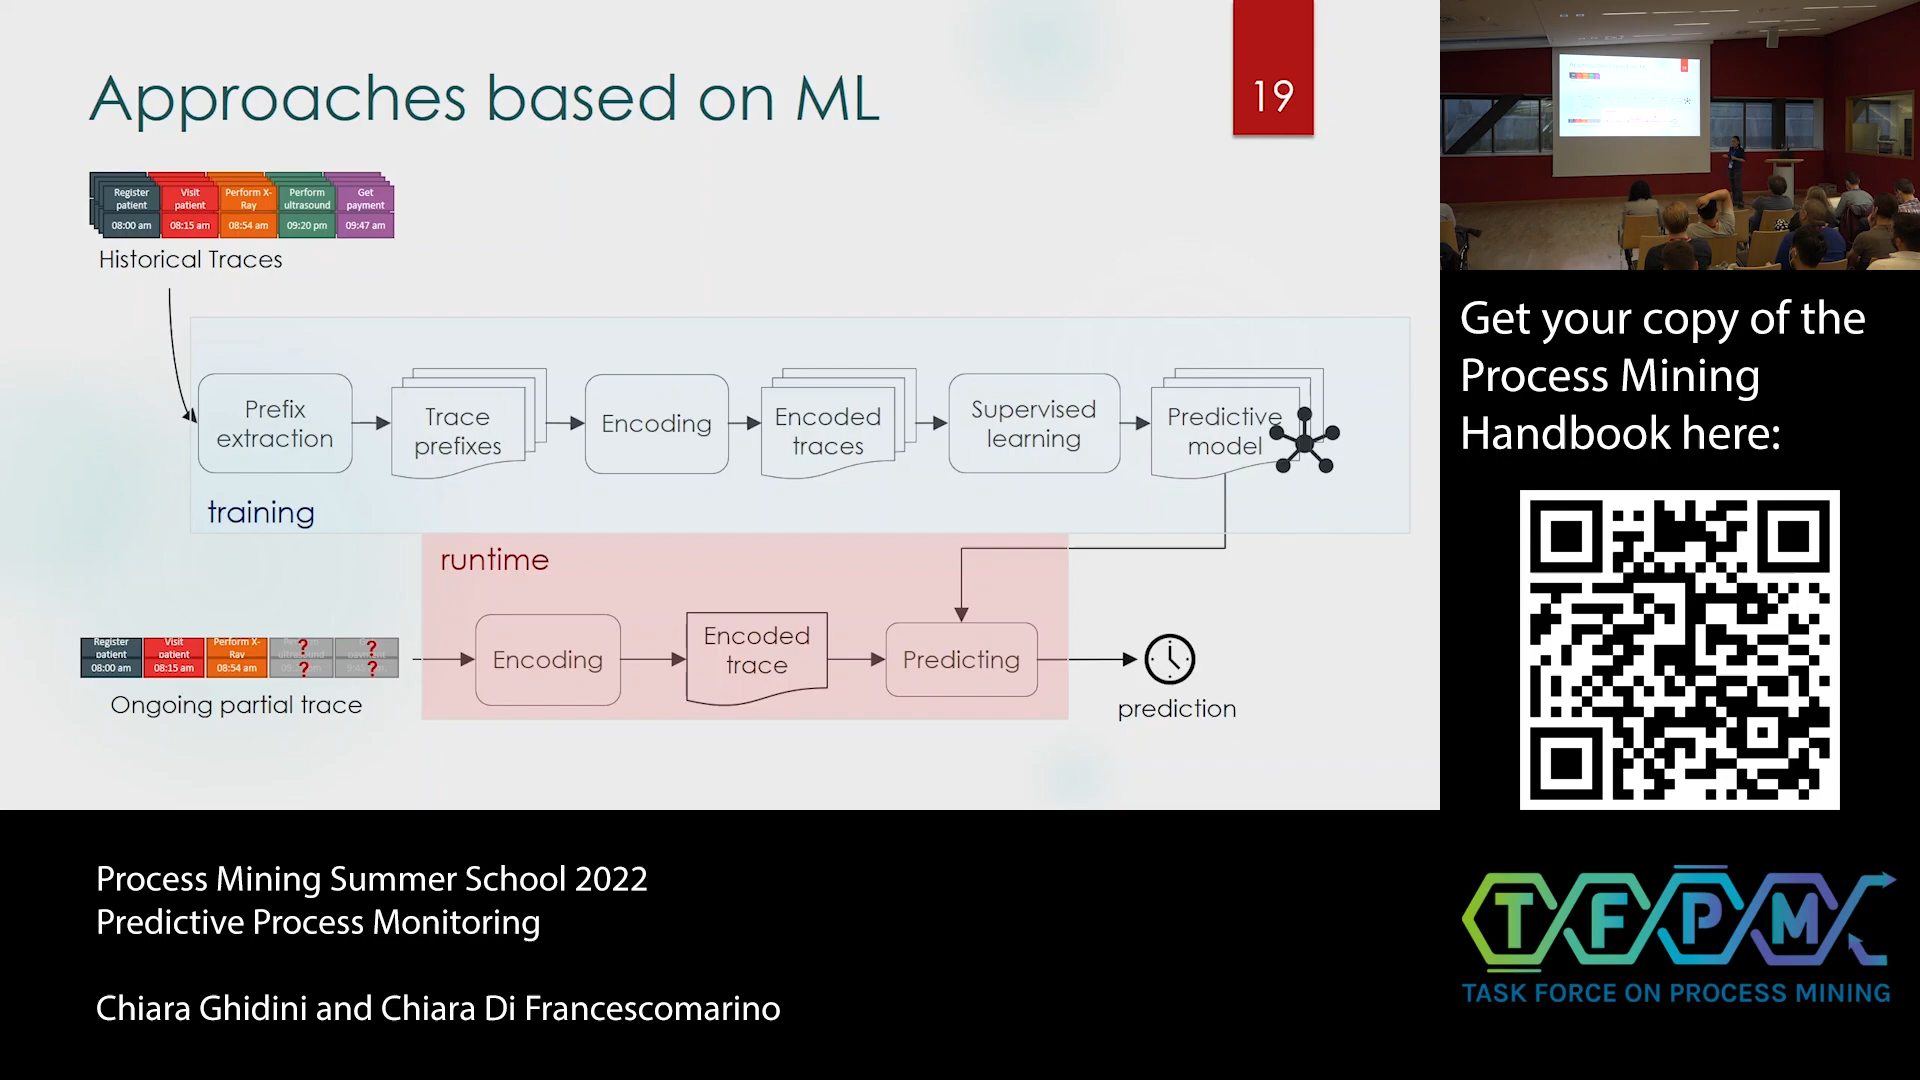 Approaches based on ML
19
Register patient
Visit patient
Perform X-Ray
Perform ultrasound
Get payment
08:00 am
08:15 am
08:54 am
09:20 pm
09:47 am
Historical Traces
Prefix extraction
Trace prefixes
Encoding
Encoded traces
Supervised learning
Predictive model
training
runtime
Register patient
Visit patient
Perform X-Ray
? ?
08:00 am
08:15 am
08:54 am
? ?
Ongoing partial trace
Encoding
Encoded trace
Predicting
prediction
Get your copy of the
Process Mining
Handbook here:
Process Mining Summer School 2022
Predictive Process Monitoring
Chiara Ghidini and Chiara Di Francescomarino
TFPM
TASK FORCE ON PROCESS MINING